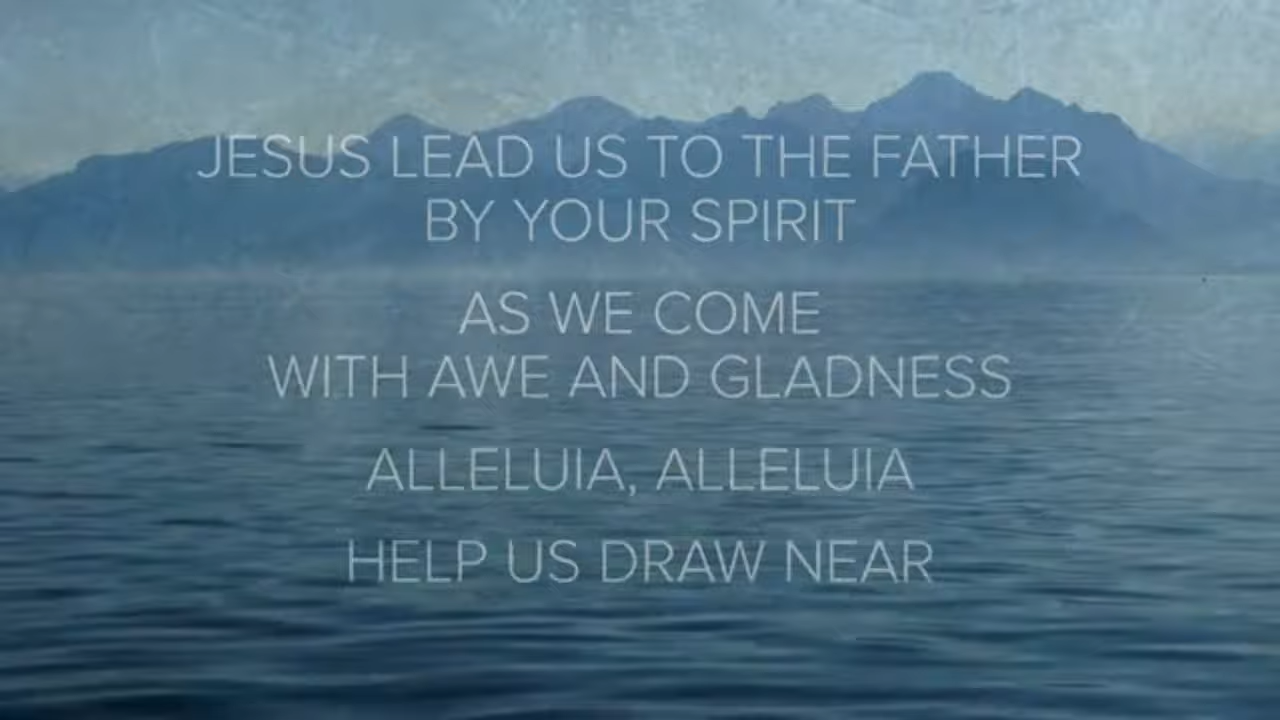 JESUS LEAD US TO THE FATHER
BY YOUR SPIRIT
AS WE COME
WITH AWE AND GLADNESS
ALLELUIA, ALLELUIA
HELP US DRAW NEAR